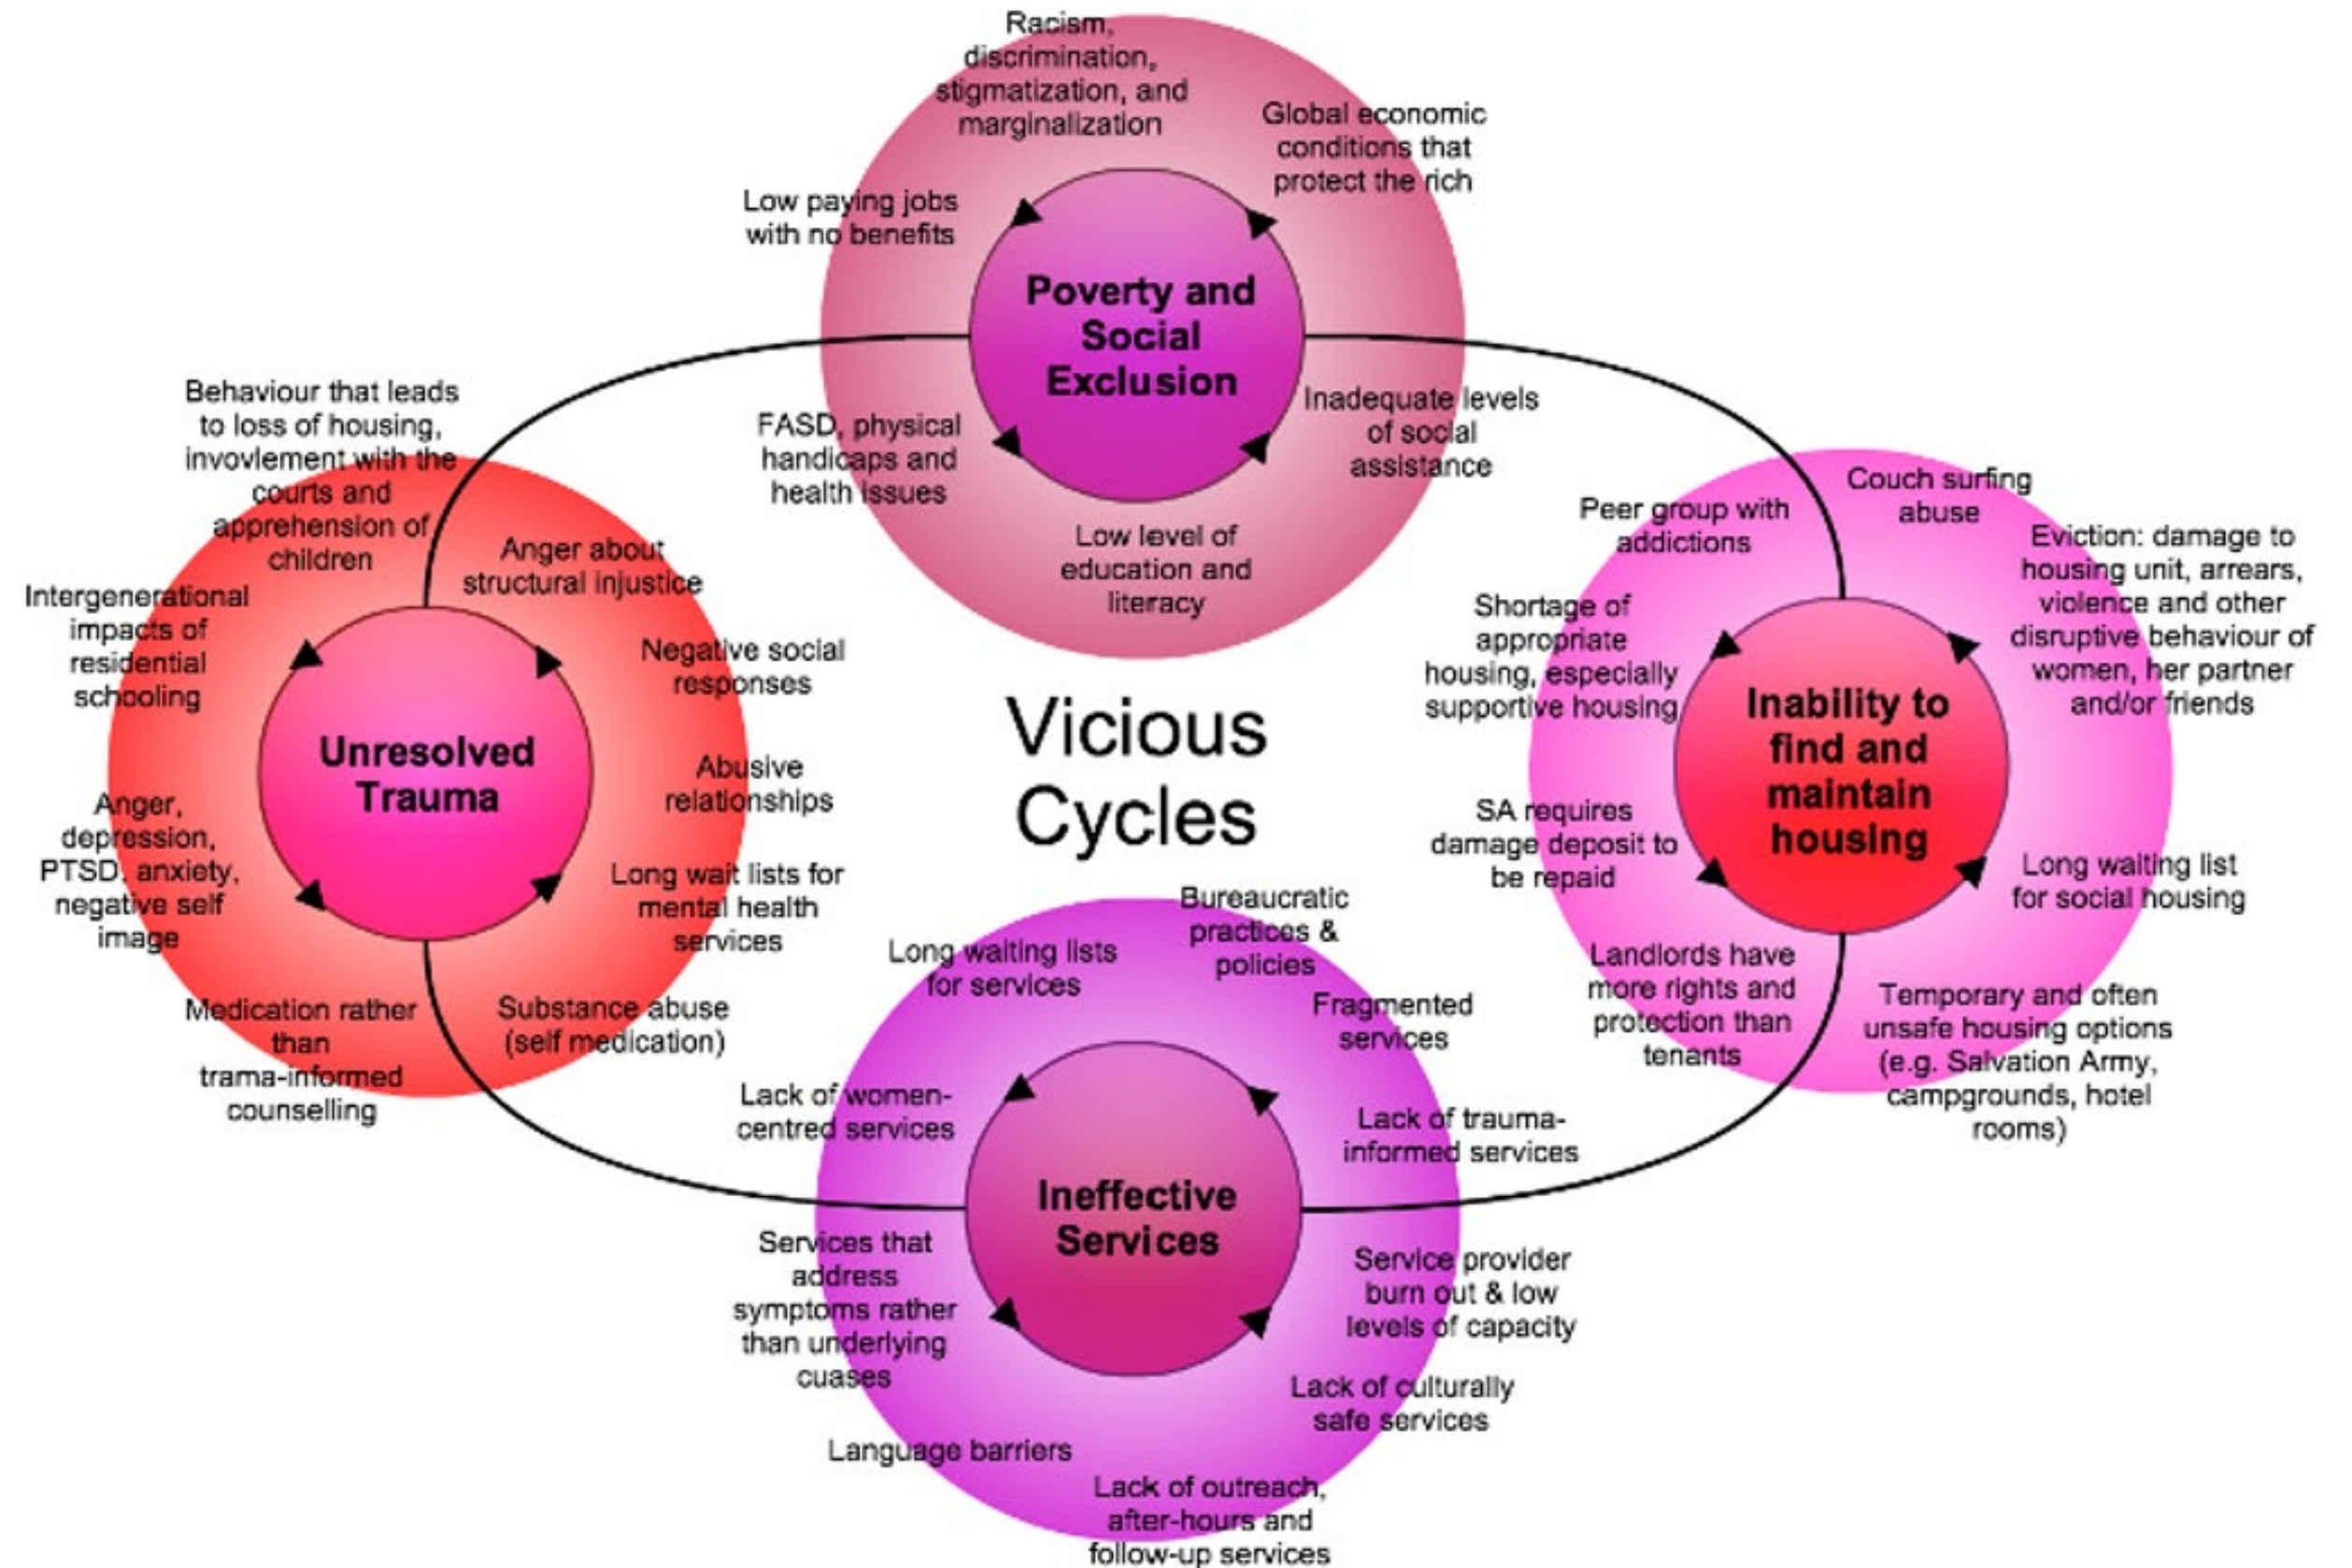 Racism,
discrimination,
stigmatization, and
marginalization
Global economic
conditions that
protect the rich
Low paying jobs
with no benefits
Poverty and
Social
Exclusion
FASD, physical
handicaps and
health issues
Inadequate levels
of social
assistance
Low level of
education and
literacy
Behaviour that leads
to loss of housing,
invovlement with the
courts and
apprehension of
children
Anger about
structural injustice
Intergenerational
impacts of
residential
schooling
Negative social
responses
Unresolved
Trauma
Abusive
relationships
Anger,
depression,
PTSD, anxiety,
negative self
image
Long wait lists for
mental health
services
Medication rather
than
trama-informed
counselling
Substance abuse
(self medication)
Vicious
Cycles
Peer group with
addictions
Couch surfing
abuse
Eviction: damage to
housing unit, arrears,
violence and other
disruptive behaviour of
women, her partner
and/or friends
Shortage of
appropriate
housing, especially
supportive housing
Inability to
find and
maintain
housing
SA requires
damage deposit to
be repaid
Long waiting list
for social housing
Landlords have
more rights and
protection than
tenants
Temporary and often
unsafe housing options
(e.g. Salvation Army,
campgrounds, hotel
rooms)
Long waiting lists
for services
Bureaucratic
practices &
policies
Fragmented
services
Lack of women-
centred services
Lack of trauma-
informed services
Ineffective
Services
Services that
address
symptoms rather
than underlying
cuases
Service provider
burn out & low
levels of capacity
Lack of culturally
safe services
Language barriers
Lack of outreach,
after-hours and
follow-up services